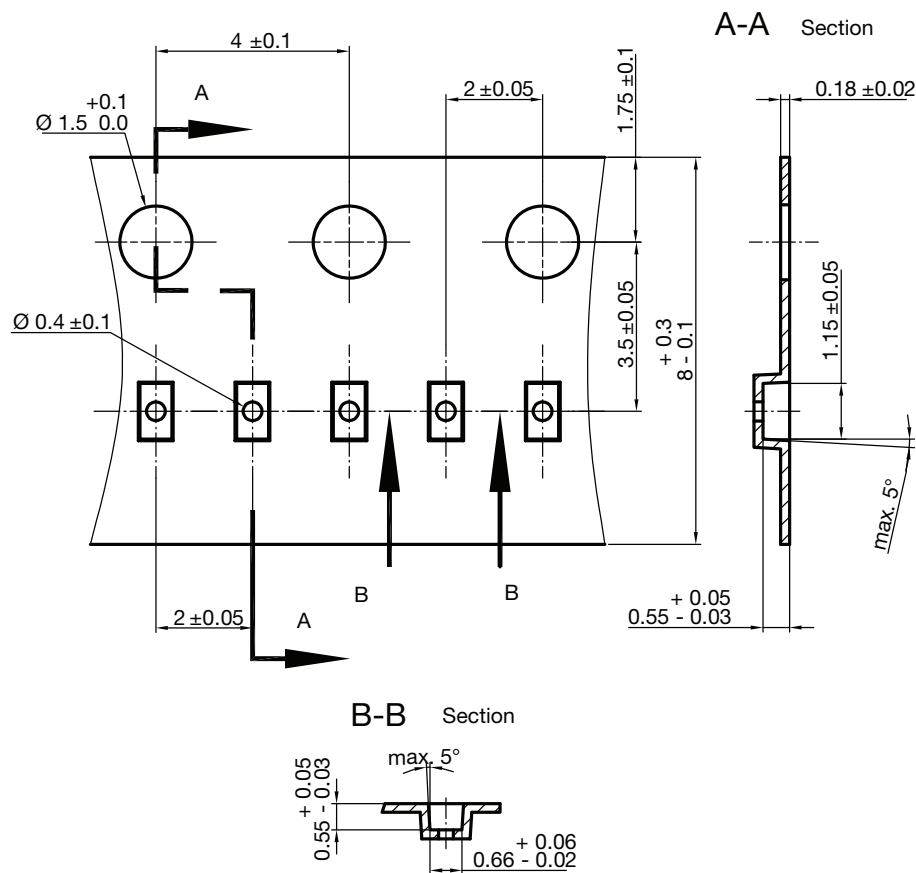 A-A Section
4 ±0.1
A
+0.1
Ø 1.5 0.0
2 ±0.05
1.75 ±0.1
0.18 ±0.02
3.5 ±0.05
+ 0.3
8 - 0.1
1.15 ±0.05
Ø 0.4 ±0.1
max. 5°
B
B
2 ±0.05
A
+ 0.05
0.55 - 0.03
B-B Section
max. 5°
+ 0.05
0.55 - 0.03
+ 0.06
0.66 - 0.02